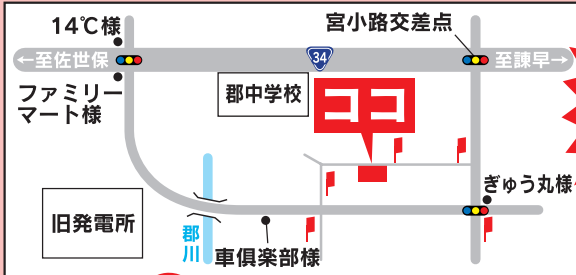 14℃様
宮小路交差点
←至佐世保
34
至諫早→
ファミリー
マート様
郡中学校
ココ
ぎゅう丸様
旧発電所
郡
川
車倶楽部様